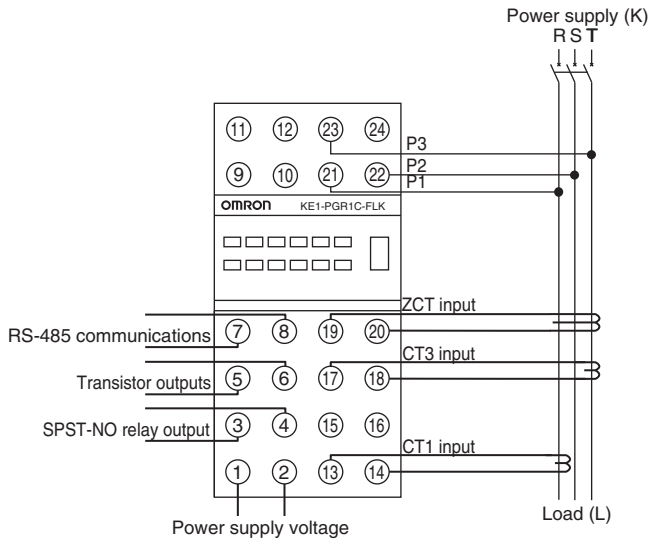 Power supply (K)
R S T
11 12 23 24
P3
9 10 21 22
P2
P1
OMRON KE1-PGR1C-FLK
ZCT input
RS-485 communications
7 8 19 20
CT3 input
Transistor outputs
5 6 17 18
SPST-NO relay output
3 4 15 16
CT1 input
1 2 13 14
Load (L)
Power supply voltage